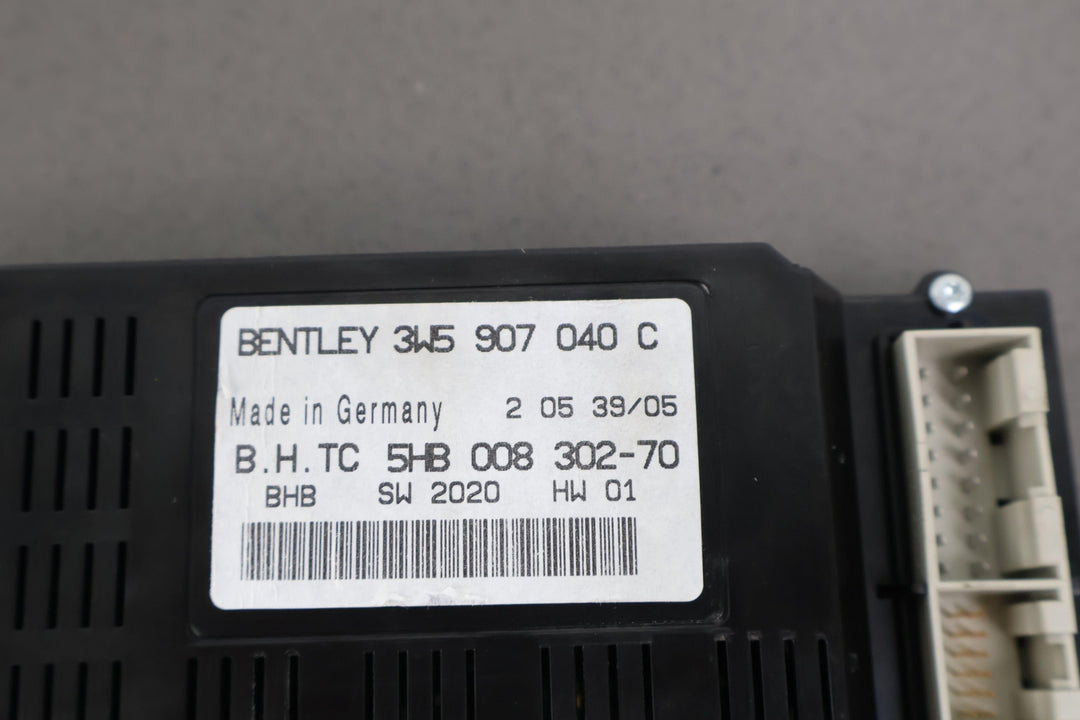 BENTLEY 3W5 907 040 C
Made in Germany 2 05 39/05
B.H.TC 5HB 008 302-70
BHB SW 2020 HW 01